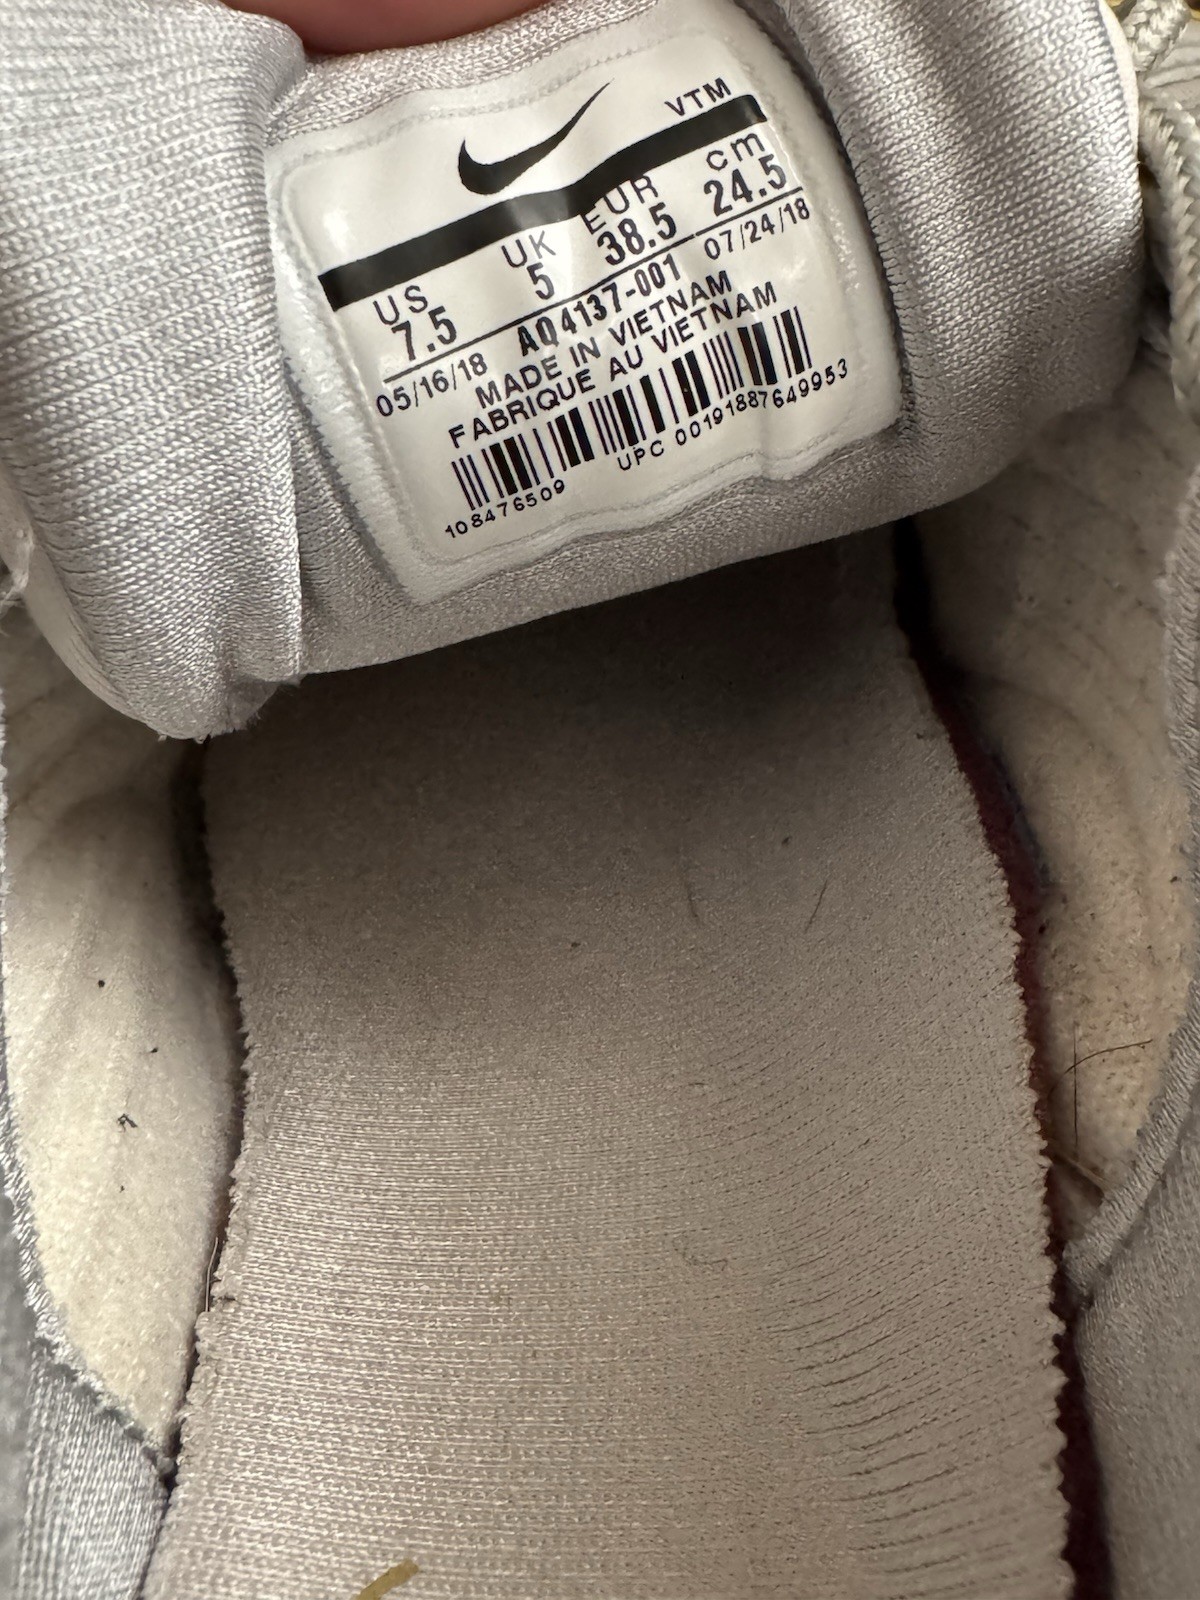 VTM
US UK EUR cm
7.5 5 38.5 24.5
05/16/18 AQ4137-001 07/24/18
MADE IN VIETNAM
FABRIQUE AU VIETNAM
108476509 UPC 00191887649953